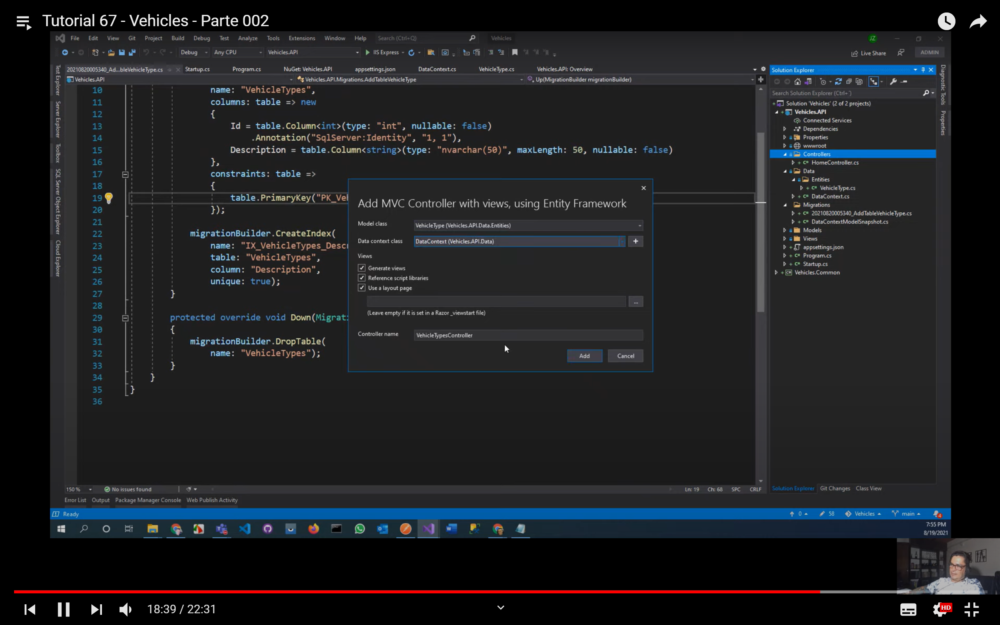 Tutorial 67 - Vehicles - Parte 002
File Edit View Git Project Build Debug Test Analyze Tools Extensions Window Help Search (Ctrl+Q) Vehicles JZ
Debug Any CPU Vehicles.API IIS Express Live Share ADMIN
20210820005340_Ad...bleVehicleType.cs Startup.cs Program.cs NuGet: Vehicles.API appsettings.json DataContext.cs VehicleType.cs Vehicles.API: Overview
Vehicles.API Vehicles.API.Migrations.AddTableVehicleType Up(MigrationBuilder migrationBuilder)
Test Explorer
Server Explorer
Toolbox
SQL Server Object Explorer
Cloud Explorer
10 name: "VehicleTypes",
11 columns: table => new
12 {
13 Id = table.Column<int>(type: "int", nullable: false)
14 .Annotation("SqlServer:Identity", "1, 1"),
15 Description = table.Column<string>(type: "nvarchar(50)", maxLength: 50, nullable: false)
16 },
17 constraints: table =>
18 {
19 table.PrimaryKey("PK_Veh
20 });
21
22 migrationBuilder.CreateIndex(
23 name: "IX_VehicleTypes_Descr
24 table: "VehicleTypes",
25 column: "Description",
26 unique: true);
27 }
28
29 protected override void Down(Migrati
30 {
31 migrationBuilder.DropTable(
32 name: "VehicleTypes");
33 }
34 }
35 }
36
Add MVC Controller with views, using Entity Framework
Model class VehicleType (Vehicles.API.Data.Entities)
Data context class DataContext (Vehicles.API.Data) +
Views
Generate views
Reference script libraries
Use a layout page
...
(Leave empty if it is set in a Razor _viewstart file)
Controller name VehicleTypesController
Add Cancel
Solution Explorer
Search Solution Explorer (Ctrl+´)
Solution 'Vehicles' (2 of 2 projects)
Vehicles.API
Connected Services
Dependencies
Properties
wwwroot
Controllers
HomeController.cs
Data
Entities
VehicleType.cs
DataContext.cs
Migrations
20210820005340_AddTableVehicleType.cs
DataContextModelSnapshot.cs
Models
Views
appsettings.json
Program.cs
Startup.cs
Vehicles.Common
Diagnostic Tools
Properties
150 % No issues found Ln: 19 Ch: 68 SPC CRLF
Solution Explorer Git Changes Class View
Error List Output Package Manager Console Web Publish Activity
Ready 0 58 Vehicles main 4
7:55 PM
8/19/2021
18:39 / 22:31 HD